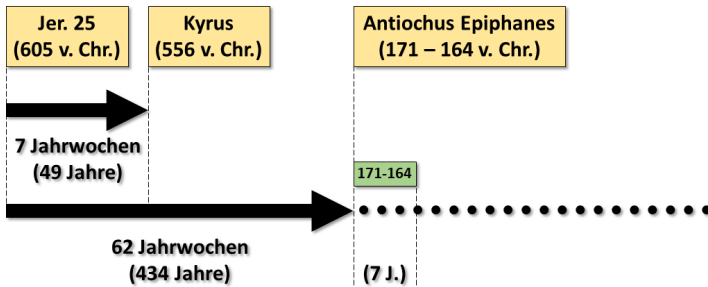 Jer. 25
(605 v. Chr.)
Kyrus
(556 v. Chr.)
Antiochus Epiphanes
(171 – 164 v. Chr.)
7 Jahrwochen
(49 Jahre)
171-164
62 Jahrwochen
(434 Jahre)
(7 J.)